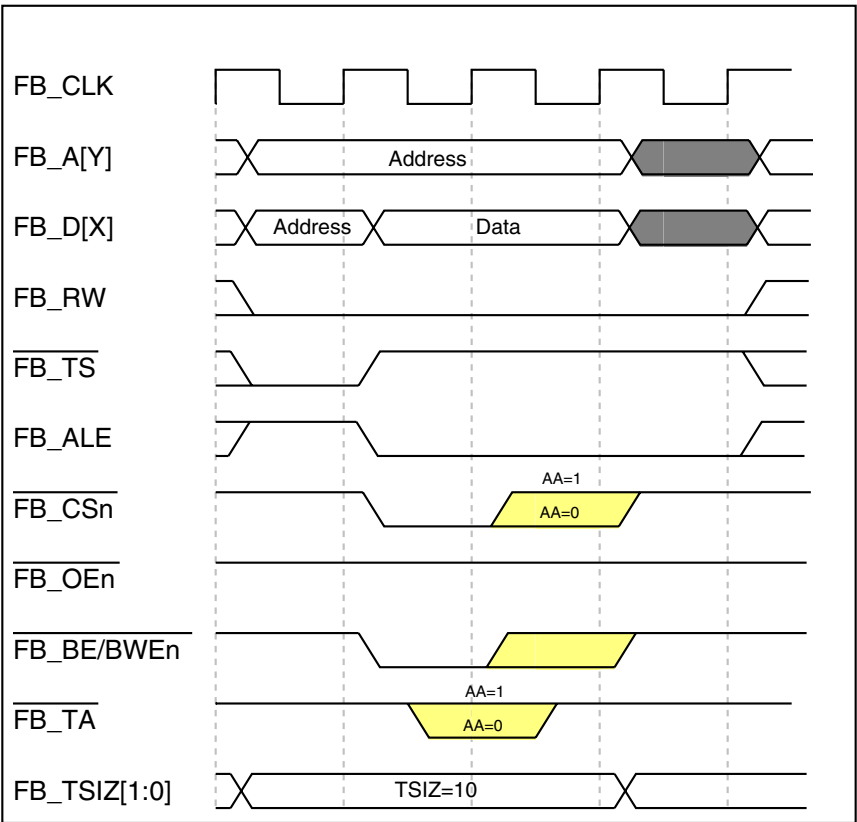 FB_CLK
FB_A[Y]
Address
FB_D[X]
Address
Data
FB_RW
FB_TS
FB_ALE
AA=1
FB_CSn
AA=0
FB_OEn
FB_BE/BWEn
AA=1
FB_TA
AA=0
FB_TSIZ[1:0]
TSIZ=10